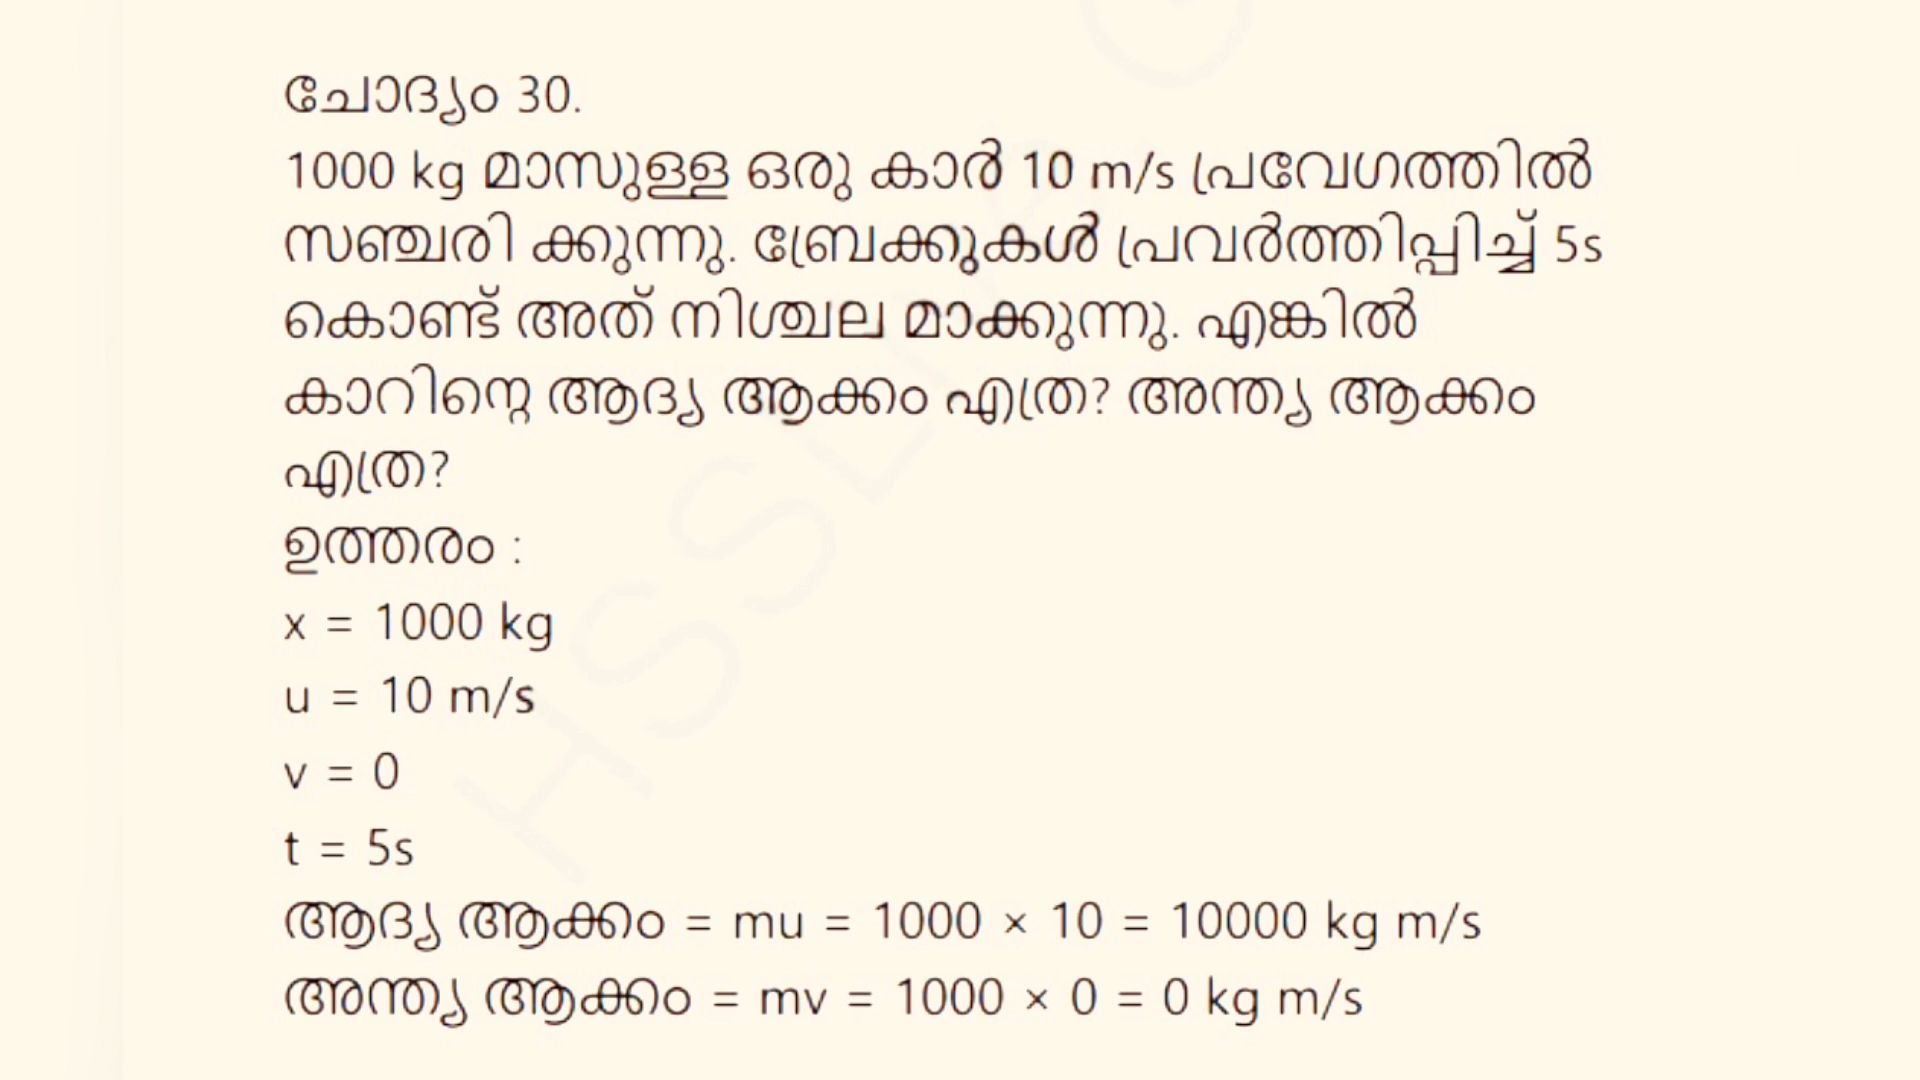 ചോദ്യം 30.
1000 kg മാസുള്ള ഒരു കാർ 10 m/s പ്രവേഗത്തിൽ
സഞ്ചരി ക്കുന്നു. ബ്രേക്കുകൾ പ്രവർത്തിപ്പിച്ച് 5s
കൊണ്ട് അത് നിശ്ചല മാക്കുന്നു. എങ്കിൽ
കാറിന്റെ ആദ്യ ആക്കം എത്ര? അന്ത്യ ആക്കം
എത്ര?
ഉത്തരം :
x = 1000 kg
u = 10 m/s
v = 0
t = 5s
ആദ്യ ആക്കം = mu = 1000 × 10 = 10000 kg m/s
അന്ത്യ ആക്കം = mv = 1000 × 0 = 0 kg m/s